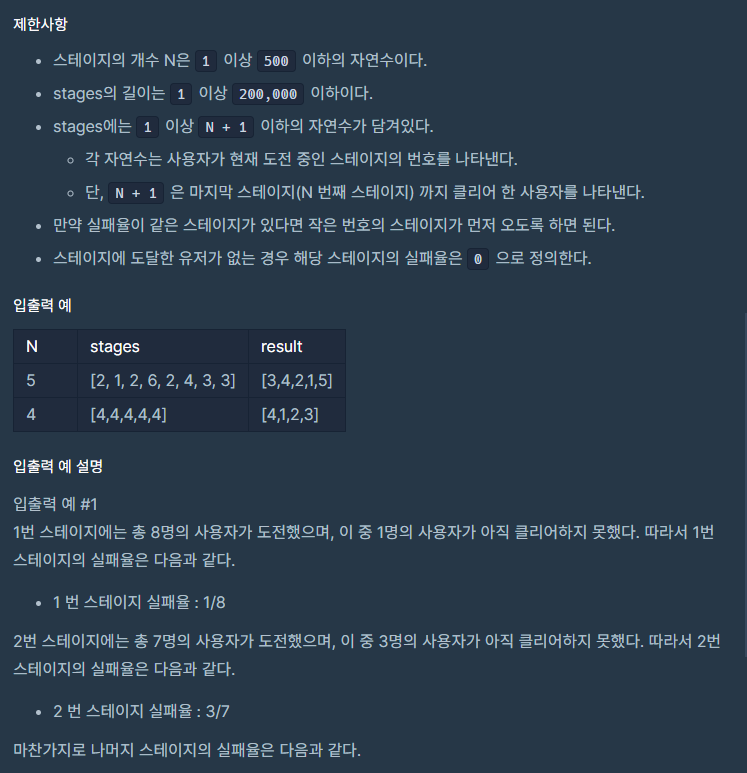 제한사항
스테이지의 개수 N은 1 이상 500 이하의 자연수이다.
stages의 길이는 1 이상 200,000 이하이다.
stages에는 1 이상 N + 1 이하의 자연수가 담겨있다.
각 자연수는 사용자가 현재 도전 중인 스테이지의 번호를 나타낸다.
단, N + 1 은 마지막 스테이지(N 번째 스테이지) 까지 클리어 한 사용자를 나타낸다.
만약 실패율이 같은 스테이지가 있다면 작은 번호의 스테이지가 먼저 오도록 하면 된다.
스테이지에 도달한 유저가 없는 경우 해당 스테이지의 실패율은 0 으로 정의한다.
입출력 예
N stages result
5 [2, 1, 2, 6, 2, 4, 3, 3] [3,4,2,1,5]
4 [4,4,4,4,4] [4,1,2,3]
입출력 예 설명
입출력 예 #1
1번 스테이지에는 총 8명의 사용자가 도전했으며, 이 중 1명의 사용자가 아직 클리어하지 못했다. 따라서 1번
스테이지의 실패율은 다음과 같다.
1 번 스테이지 실패율 : 1/8
2번 스테이지에는 총 7명의 사용자가 도전했으며, 이 중 3명의 사용자가 아직 클리어하지 못했다. 따라서 2번
스테이지의 실패율은 다음과 같다.
2 번 스테이지 실패율 : 3/7
마찬가지로 나머지 스테이지의 실패율은 다음과 같다.